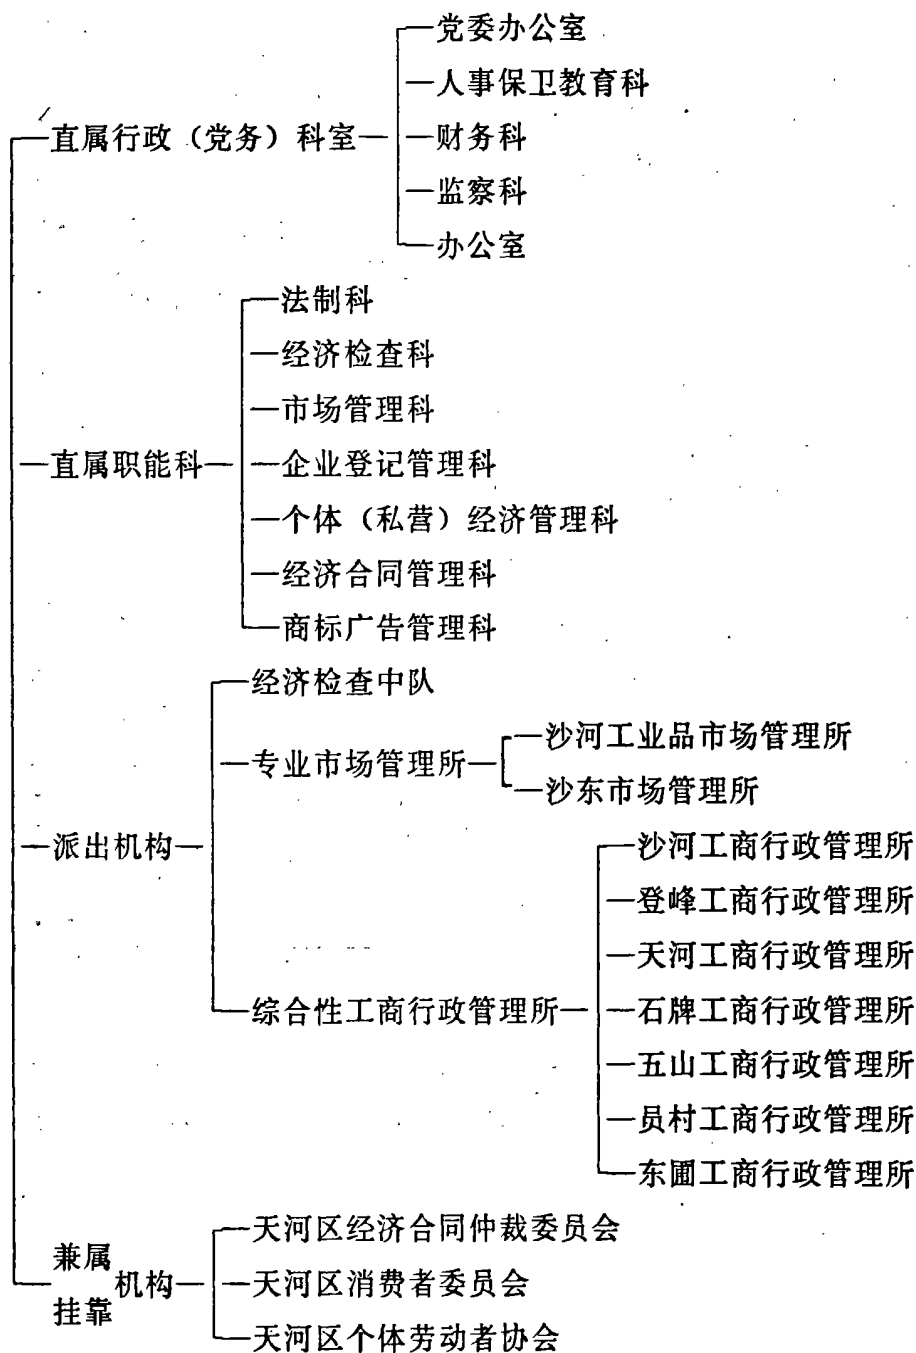 直属行政（党务）科室
党委办公室
人事保卫教育科
财务科
监察科
办公室
直属职能科
法制科
经济检查科
市场管理科
企业登记管理科
个体（私营）经济管理科
经济合同管理科
商标广告管理科
派出机构
经济检查中队
专业市场管理所
沙河工业品市场管理所
沙东市场管理所
综合性工商行政管理所
沙河工商行政管理所
登峰工商行政管理所
天河工商行政管理所
石牌工商行政管理所
五山工商行政管理所
员村工商行政管理所
东圃工商行政管理所
兼属
挂靠
机构
天河区经济合同仲裁委员会
天河区消费者委员会
天河区个体劳动者协会